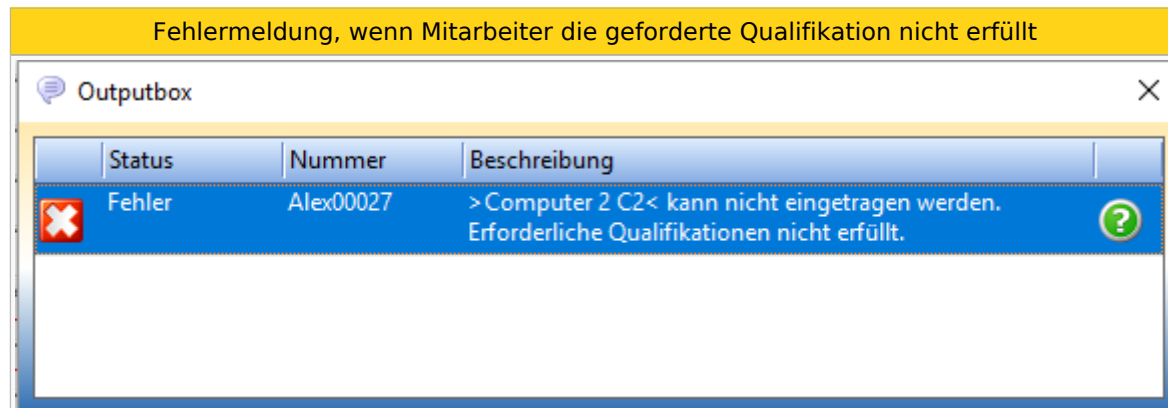 Fehlermeldung, wenn Mitarbeiter die geforderte Qualifikation nicht erfüllt
Outputbox
Status Nummer Beschreibung
Fehler Alex00027 >Computer 2 C2< kann nicht eingetragen werden.
Erforderliche Qualifikationen nicht erfüllt.